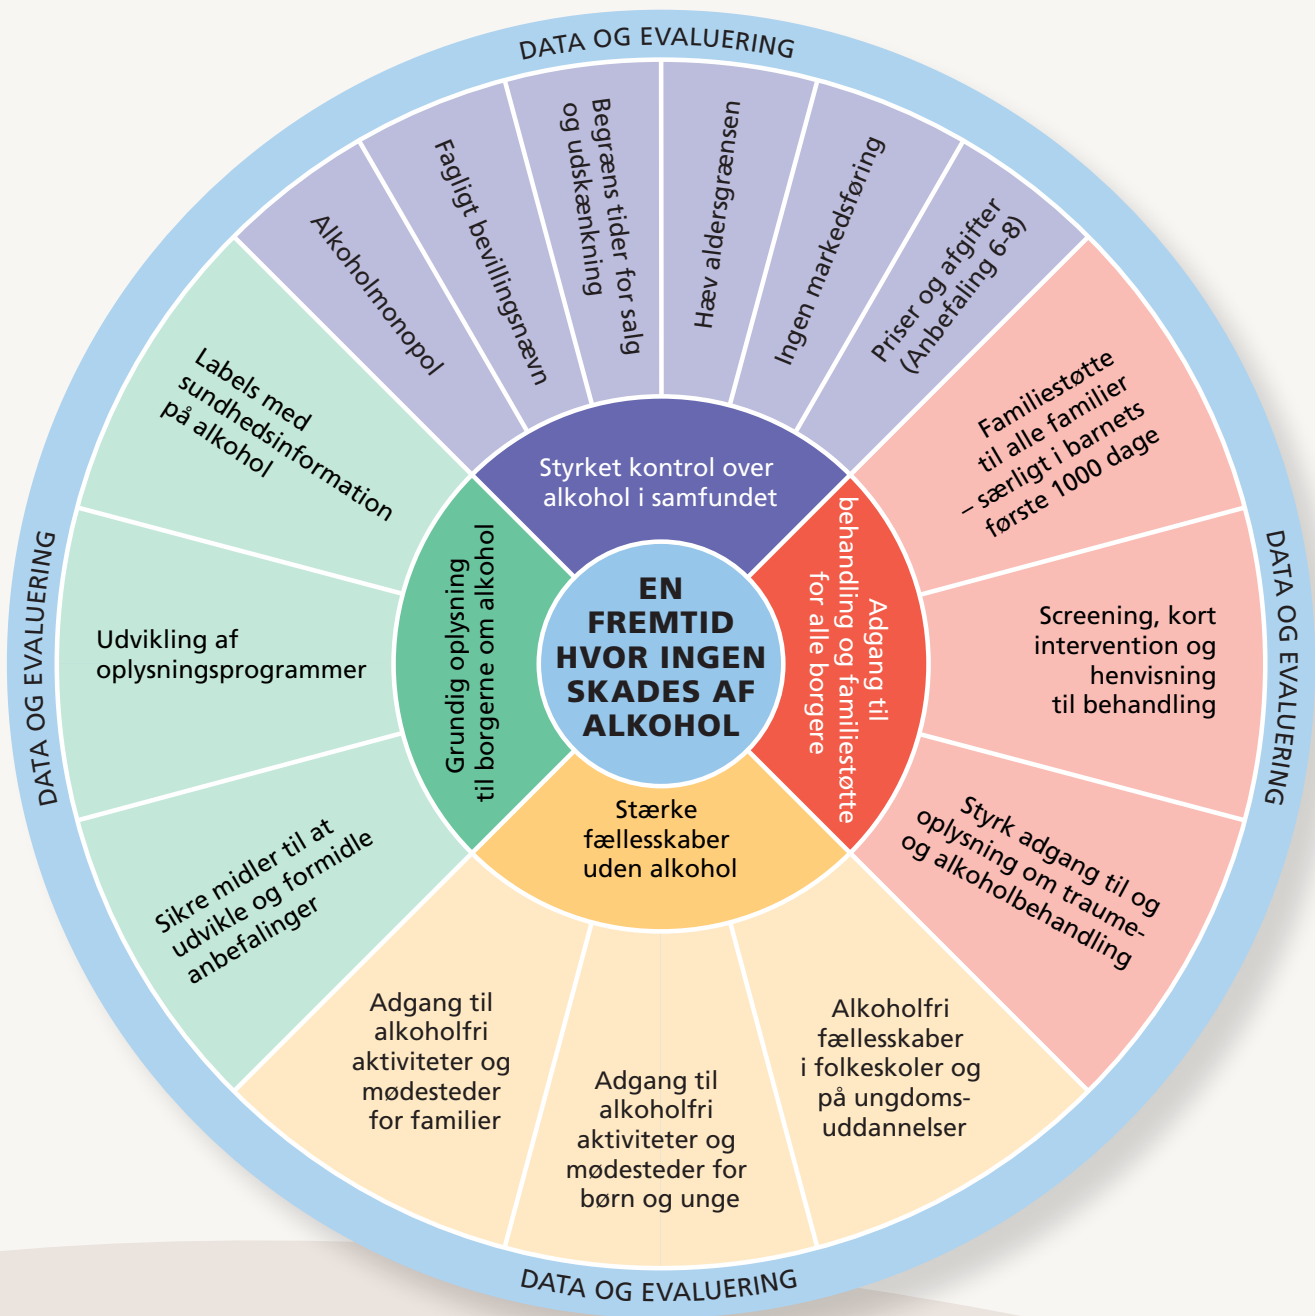 DATA OG EVALUERING
Alkoholmonopol
Fagligt bevillingsnævn
Begræns tider for salg
og udskænkning
Hæv aldersgrænsen
Ingen markedsføring
Priser og afgifter
(Anbefaling 6-8)
Styrket kontrol over
alkohol i samfundet
Familiestøtte
til alle familier
– særligt i barnets
første 1000 dage
Screening, kort
intervention og
henvisning
til behandling
Styrk adgang til og
oplysning om traume-
og alkoholbehandling
Adgang til
behandling og familiestøtte
for alle borgere
DATA OG EVALUERING
EN
FREMTID
HVOR INGEN
SKADES AF
ALKOHOL
Stærke
fællesskaber
uden alkohol
Alkoholfri
fællesskaber
i folkeskoler og
på ungdoms-
uddannelser
Adgang til
alkoholfri
aktiviteter og
mødesteder for
børn og unge
Adgang til
alkoholfri
aktiviteter og
mødesteder
for familier
DATA OG EVALUERING
Grundig oplysning
til borgerne om alkohol
Sikre midler til at
udvikle og formidle
anbefalinger
Udvikling af
oplysningsprogrammer
Labels med
sundhedsinformation
på alkohol
DATA OG EVALUERING